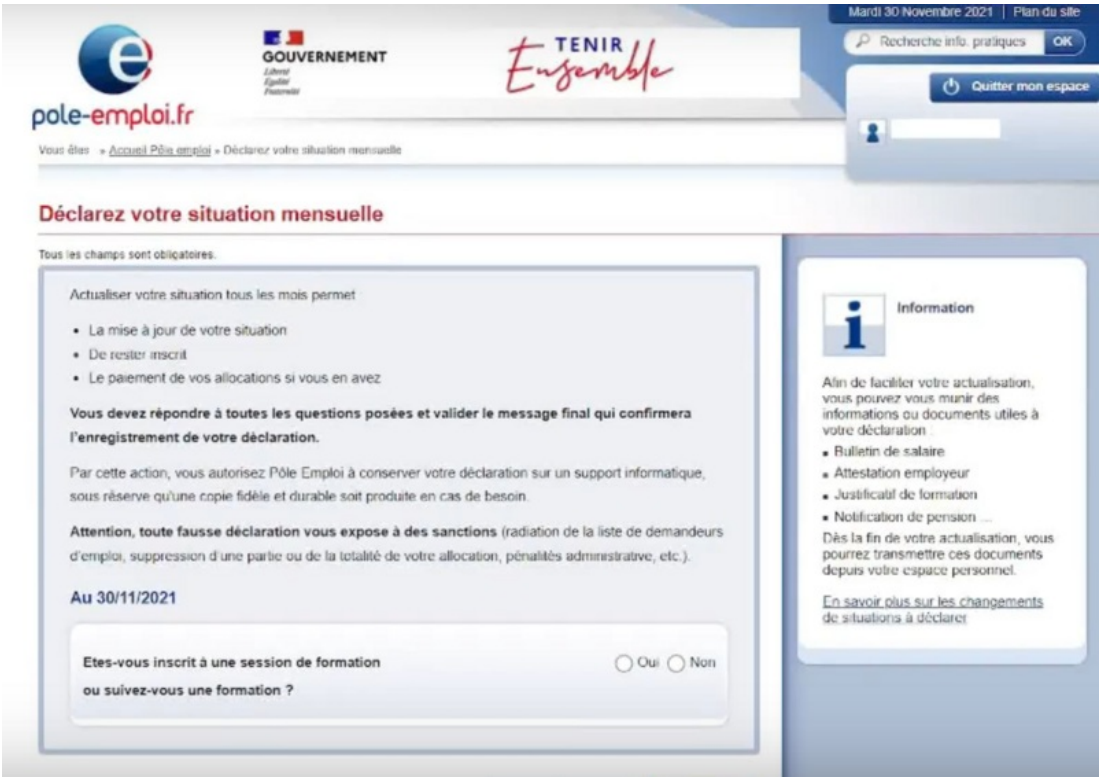 Mardi 30 Novembre 2021 | Plan du site
GOUVERNEMENT
Liberté
Égalité
Fraternité
TENIR
Ensemble
Recherche info. pratiques OK
Quitter mon espace
pole-emploi.fr
Vous êtes » Accueil Pôle emploi » Déclarez votre situation mensuelle
Déclarez votre situation mensuelle
Tous les champs sont obligatoires.
Actualiser votre situation tous les mois permet
• La mise à jour de votre situation
• De rester inscrit
• Le paiement de vos allocations si vous en avez
Vous devez répondre à toutes les questions posées et valider le message final qui confirmera
l'enregistrement de votre déclaration.
Par cette action, vous autorisez Pôle Emploi à conserver votre déclaration sur un support informatique,
sous réserve qu'une copie fidèle et durable soit produite en cas de besoin.
Attention, toute fausse déclaration vous expose à des sanctions (radiation de la liste de demandeurs
d'emploi, suppression d'une partie ou de la totalité de votre allocation, pénalités administrative, etc.).
Au 30/11/2021
Etes-vous inscrit à une session de formation
ou suivez-vous une formation ?
Oui Non
Information
Afin de faciliter votre actualisation,
vous pouvez vous munir des
informations ou documents utiles à
votre déclaration :
▪ Bulletin de salaire
▪ Attestation employeur
▪ Justificatif de formation
▪ Notification de pension ...
Dès la fin de votre actualisation, vous
pourrez transmettre ces documents
depuis votre espace personnel.
En savoir plus sur les changements
de situations à déclarer